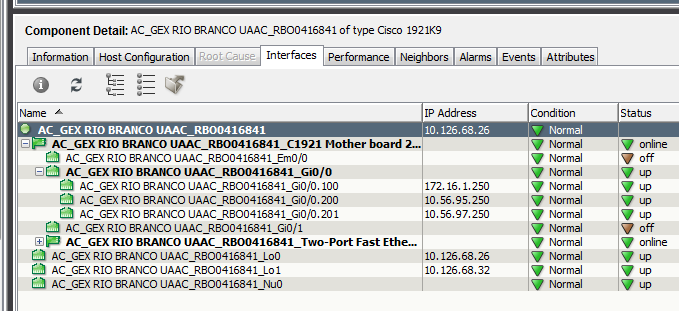 Component Detail: AC_GEX RIO BRANCO UAAC_RBO0416841 of type Cisco 1921K9
Information Host Configuration Root Cause Interfaces Performance Neighbors Alarms Events Attributes
Name IP Address Condition Status
AC_GEX RIO BRANCO UAAC_RBO0416841 10.126.68.26 Normal
AC_GEX RIO BRANCO UAAC_RBO0416841_C1921 Mother board 2... Normal online
AC_GEX RIO BRANCO UAAC_RBO0416841_Em0/0 Normal off
AC_GEX RIO BRANCO UAAC_RBO0416841_Gi0/0 Normal up
AC_GEX RIO BRANCO UAAC_RBO0416841_Gi0/0.100 172.16.1.250 Normal up
AC_GEX RIO BRANCO UAAC_RBO0416841_Gi0/0.200 10.56.95.250 Normal up
AC_GEX RIO BRANCO UAAC_RBO0416841_Gi0/0.201 10.56.97.250 Normal up
AC_GEX RIO BRANCO UAAC_RBO0416841_Gi0/1 Normal off
AC_GEX RIO BRANCO UAAC_RBO0416841_Two-Port Fast Ethe... Normal online
AC_GEX RIO BRANCO UAAC_RBO0416841_Lo0 10.126.68.26 Normal up
AC_GEX RIO BRANCO UAAC_RBO0416841_Lo1 10.126.68.32 Normal up
AC_GEX RIO BRANCO UAAC_RBO0416841_Nu0 Normal up